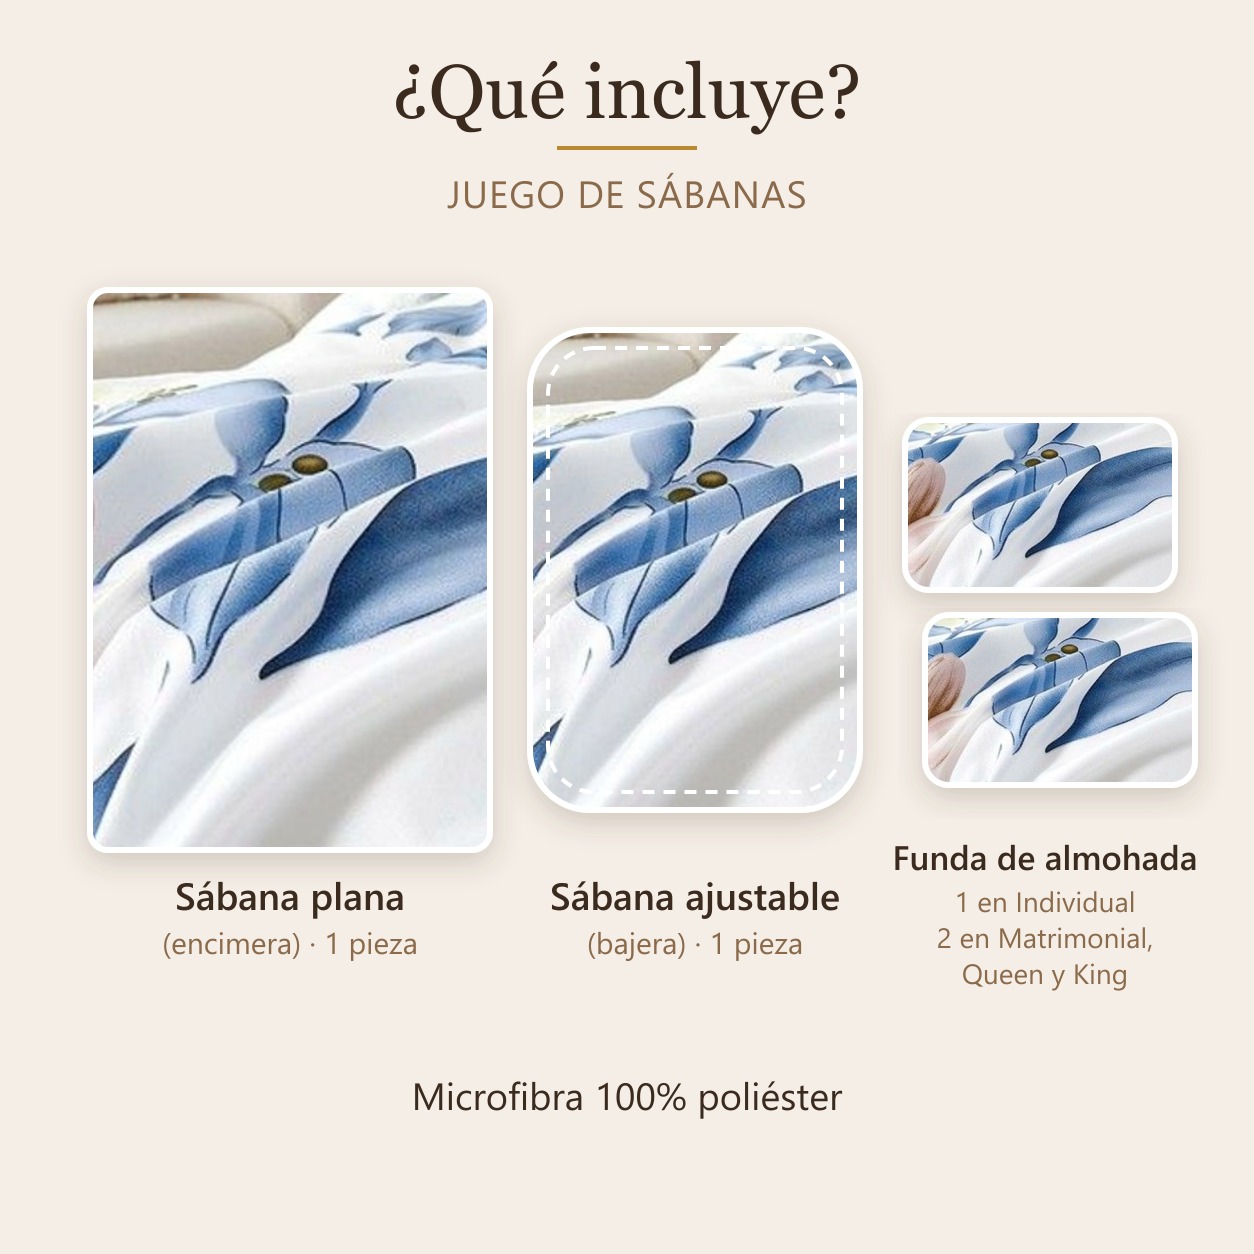 ¿Qué incluye?
JUEGO DE SÁBANAS
Sábana plana
(encimera) · 1 pieza
Sábana ajustable
(bajera) · 1 pieza
Funda de almohada
1 en Individual
2 en Matrimonial,
Queen y King
Microfibra 100% poliéster